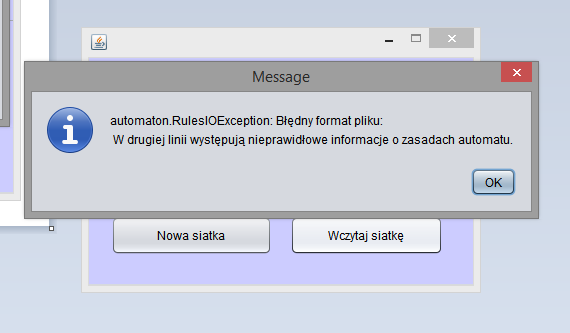 Message
automaton.RulesIOException: Błędny format pliku:
W drugiej linii występują nieprawidłowe informacje o zasadach automatu.
OK
Nowa siatka
Wczytaj siatkę